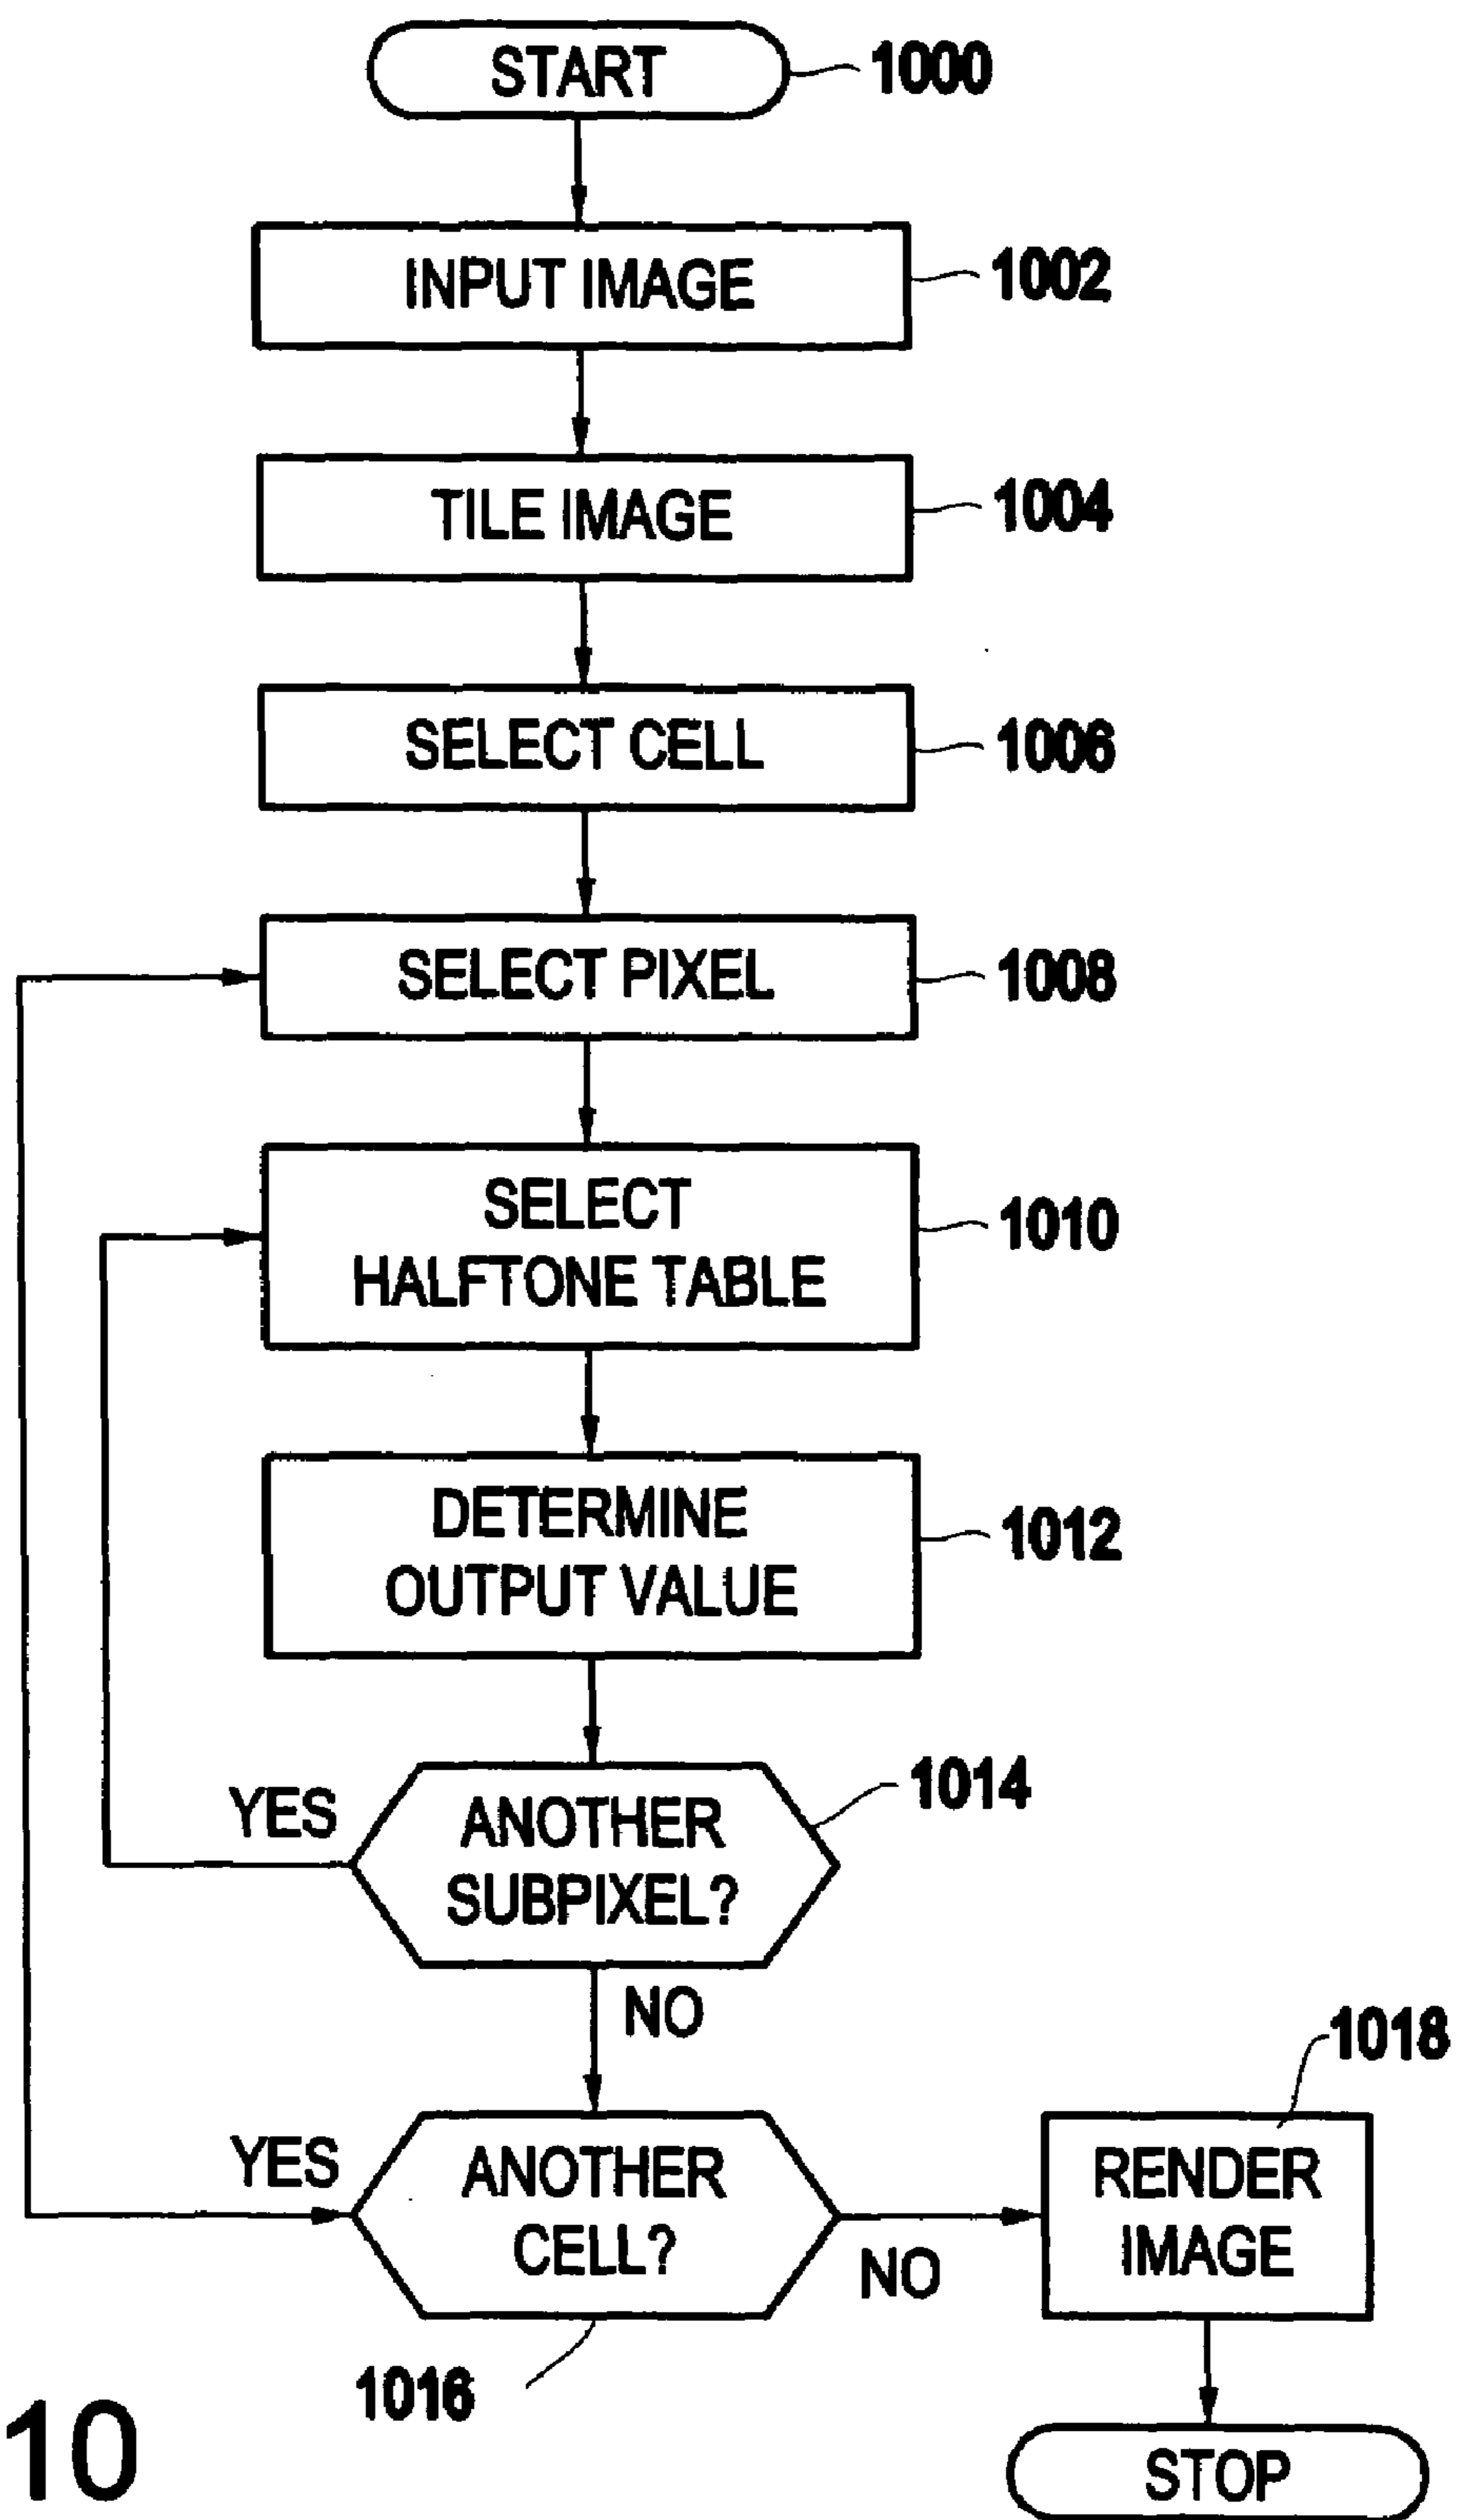 START
1000
INPUT IMAGE
1002
TILE IMAGE
1004
SELECT CELL
1006
SELECT PIXEL
1008
SELECT
HALFTONE TABLE
1010
DETERMINE
OUTPUT VALUE
1012
YES
ANOTHER
SUBPIXEL?
1014
NO
YES
ANOTHER
CELL?
1016
NO
RENDER
IMAGE
1018
STOP
10